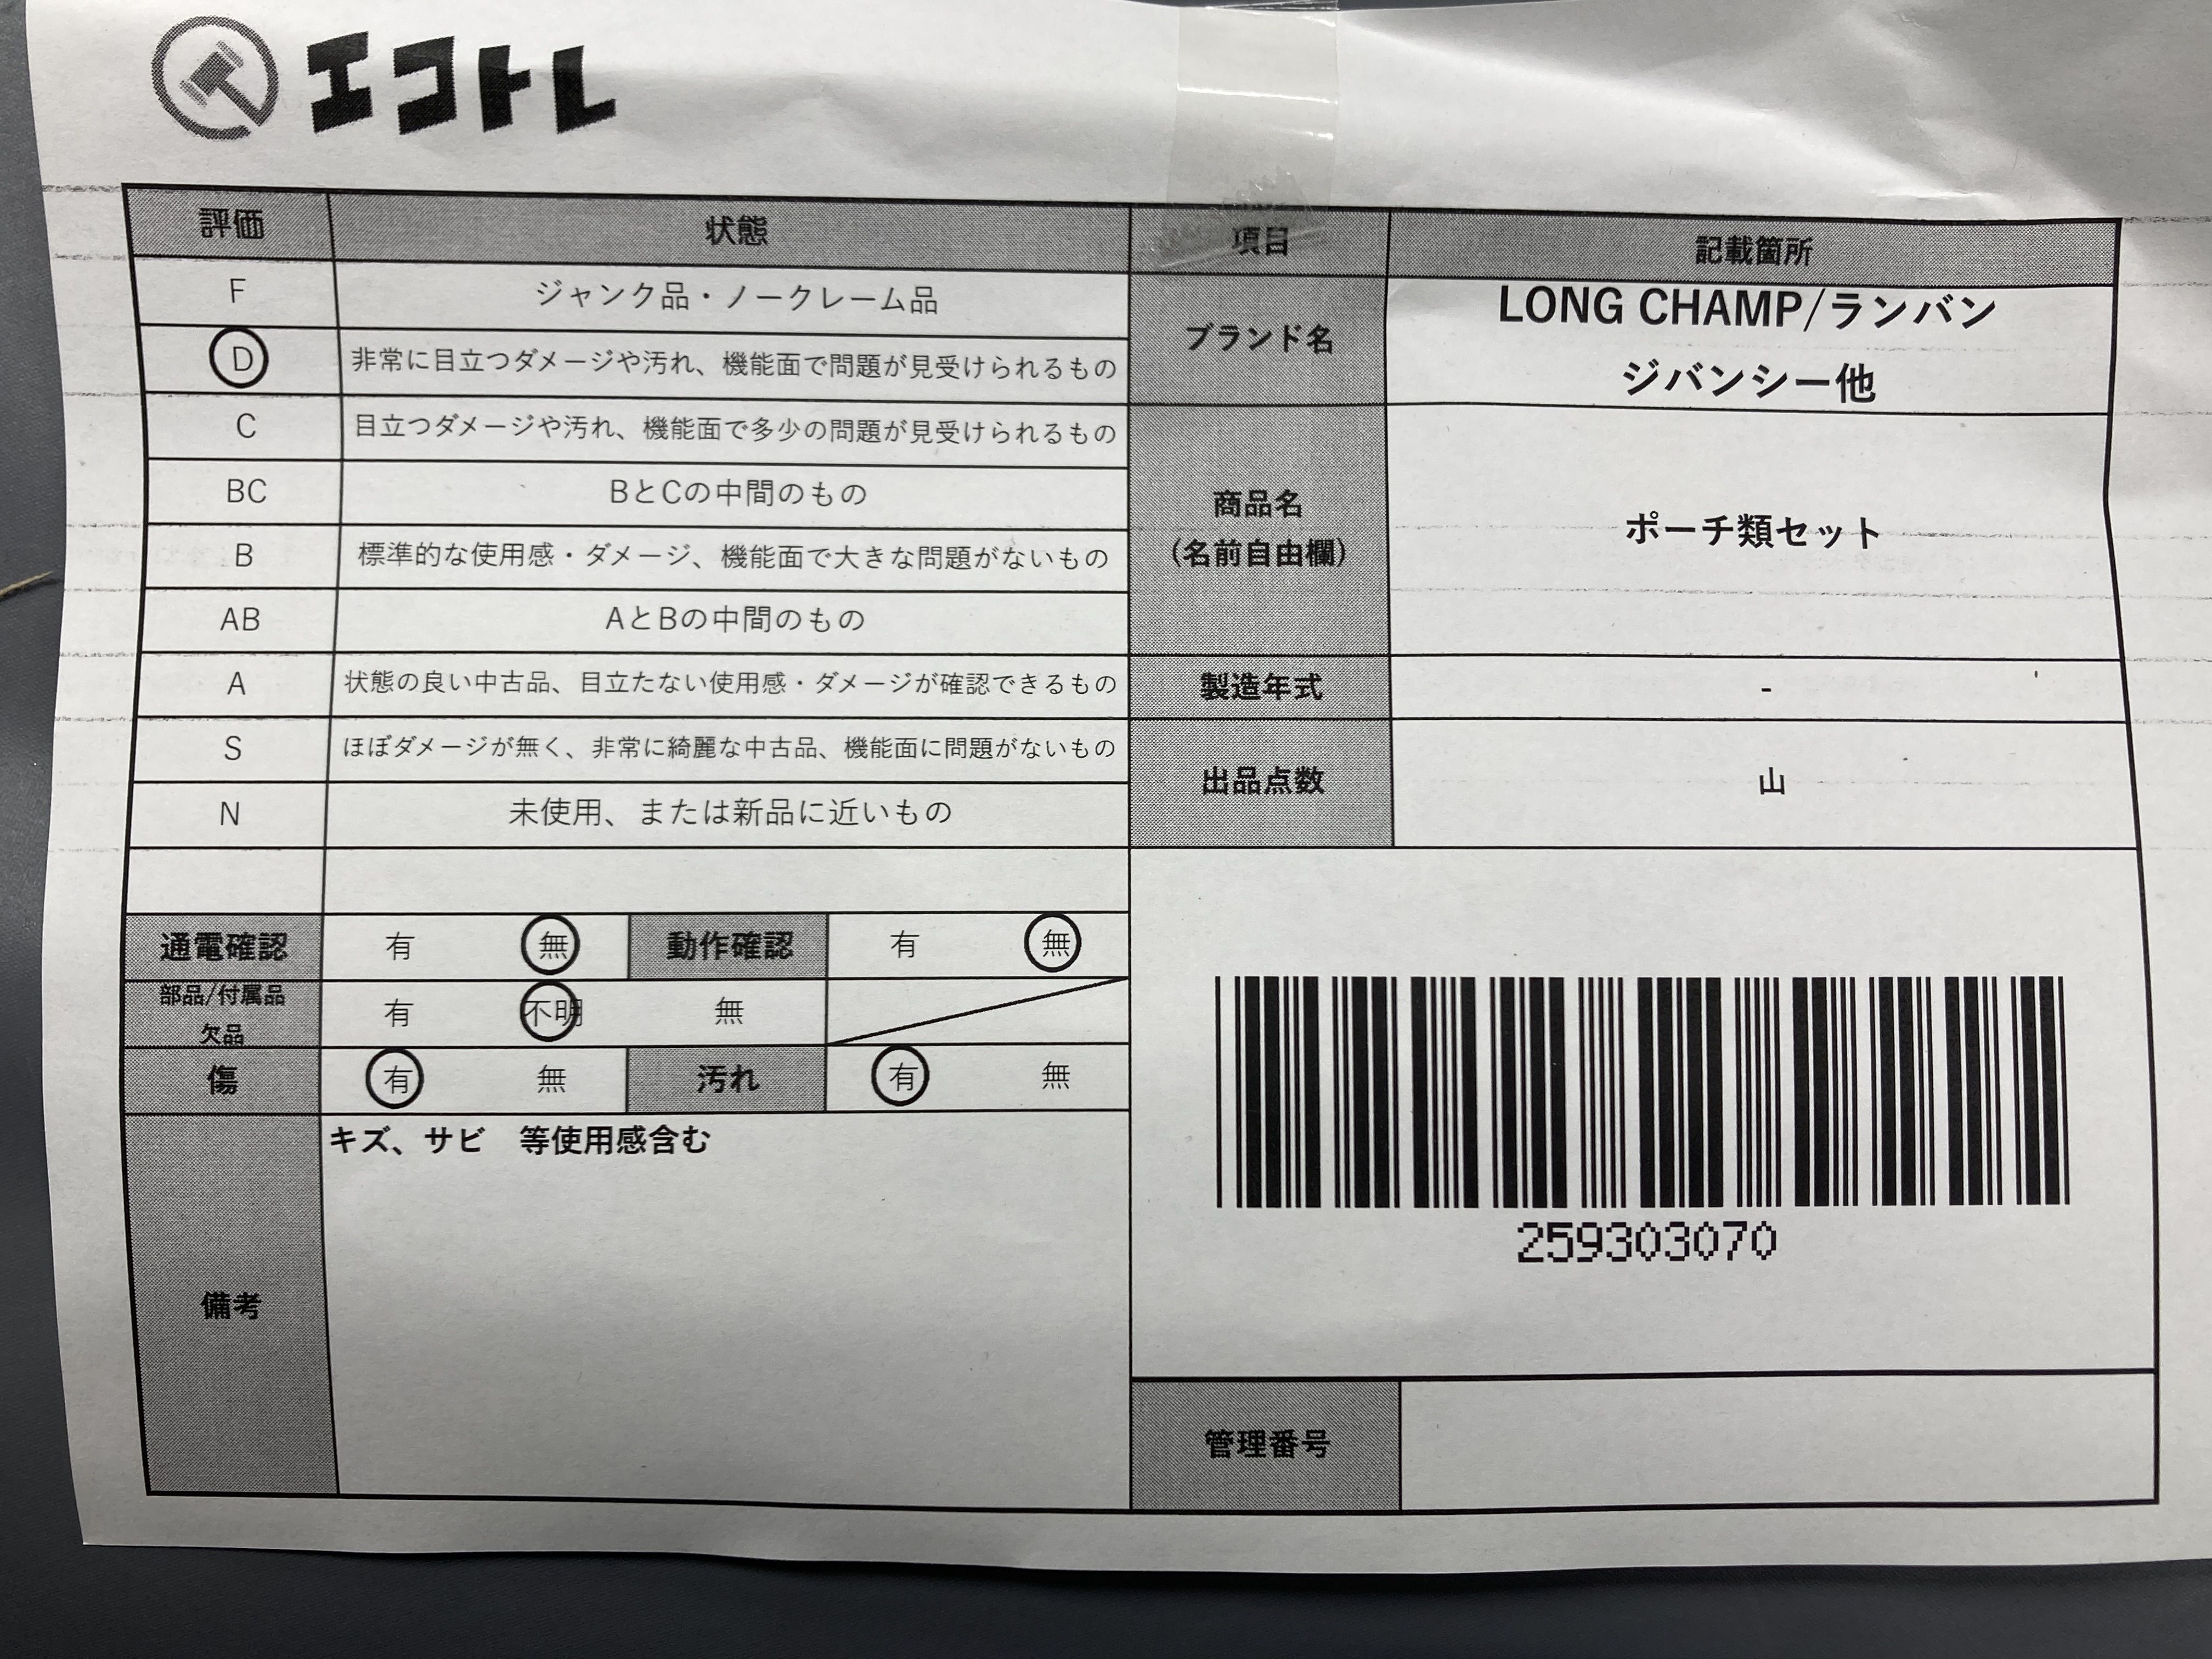 エコトレ
評価 状態
F ジャンク品・ノークレーム品
D 非常に目立つダメージや汚れ、機能面で問題が見受けられるもの
C 目立つダメージや汚れ、機能面で多少の問題が見受けられるもの
BC BとCの中間のもの
B 標準的な使用感・ダメージ、機能面で大きな問題がないもの
AB AとBの中間のもの
A 状態の良い中古品、目立たない使用感・ダメージが確認できるもの
S ほぼダメージが無く、非常に綺麗な中古品、機能面に問題がないもの
N 未使用、または新品に近いもの
通電確認 有 無 動作確認 有 無
部品/付属品
欠品 有 不明 無
傷 有 無 汚れ 有 無
備考 キズ、サビ 等使用感含む
項目 記載箇所
ブランド名 LONG CHAMP/ランバン
ジバンシー他
商品名
(名前自由欄) ポーチ類セット
製造年式 -
出品点数 山
259303070
管理番号